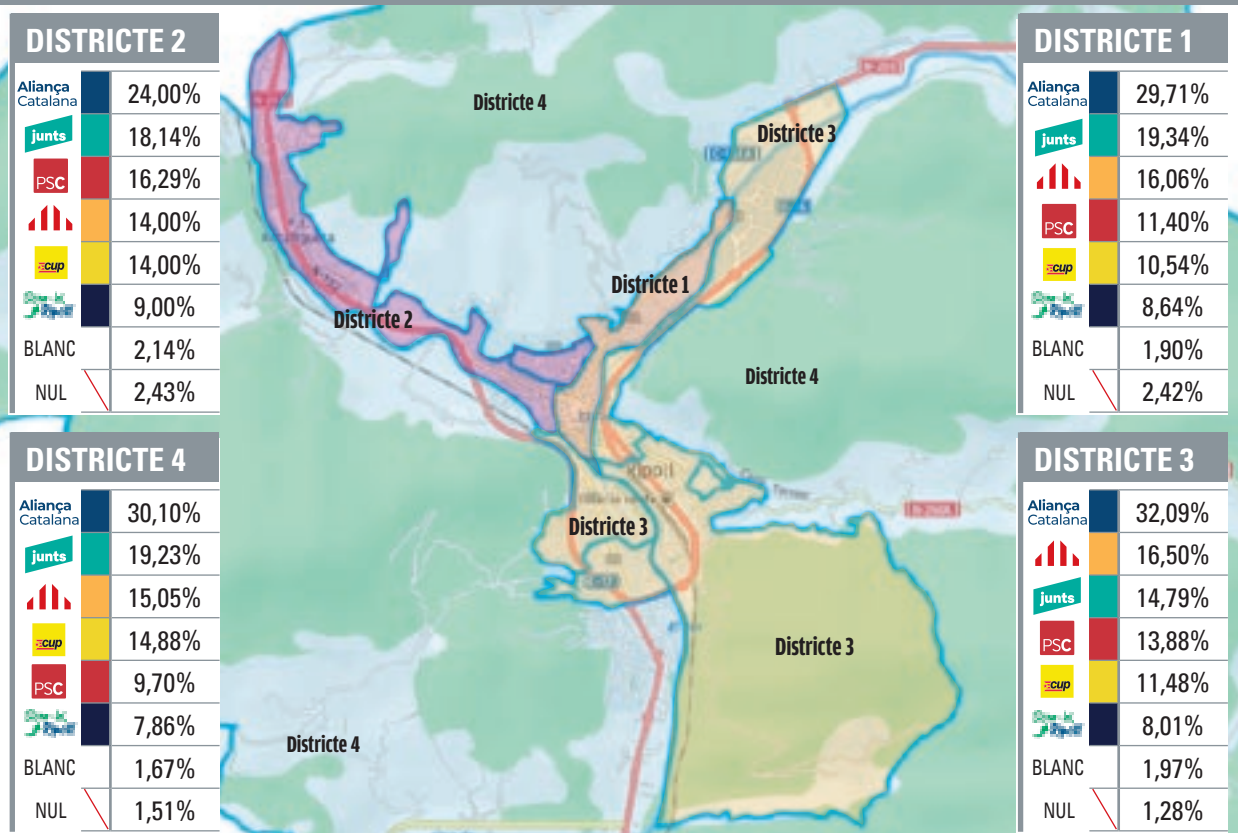 DISTRICTE 2
Aliança Catalana 24,00%
junts 18,14%
PSC 16,29%
14,00%
cup 14,00%
9,00%
BLANC 2,14%
NUL 2,43%
DISTRICTE 1
Aliança Catalana 29,71%
junts 19,34%
16,06%
PSC 11,40%
cup 10,54%
8,64%
BLANC 1,90%
NUL 2,42%
DISTRICTE 4
Aliança Catalana 30,10%
junts 19,23%
15,05%
cup 14,88%
PSC 9,70%
7,86%
BLANC 1,67%
NUL 1,51%
DISTRICTE 3
Aliança Catalana 32,09%
16,50%
junts 14,79%
PSC 13,88%
cup 11,48%
8,01%
BLANC 1,97%
NUL 1,28%
Districte 4
Districte 3
Districte 1
Districte 2
Districte 4
Ripoll
Districte 3
Districte 3
Districte 4